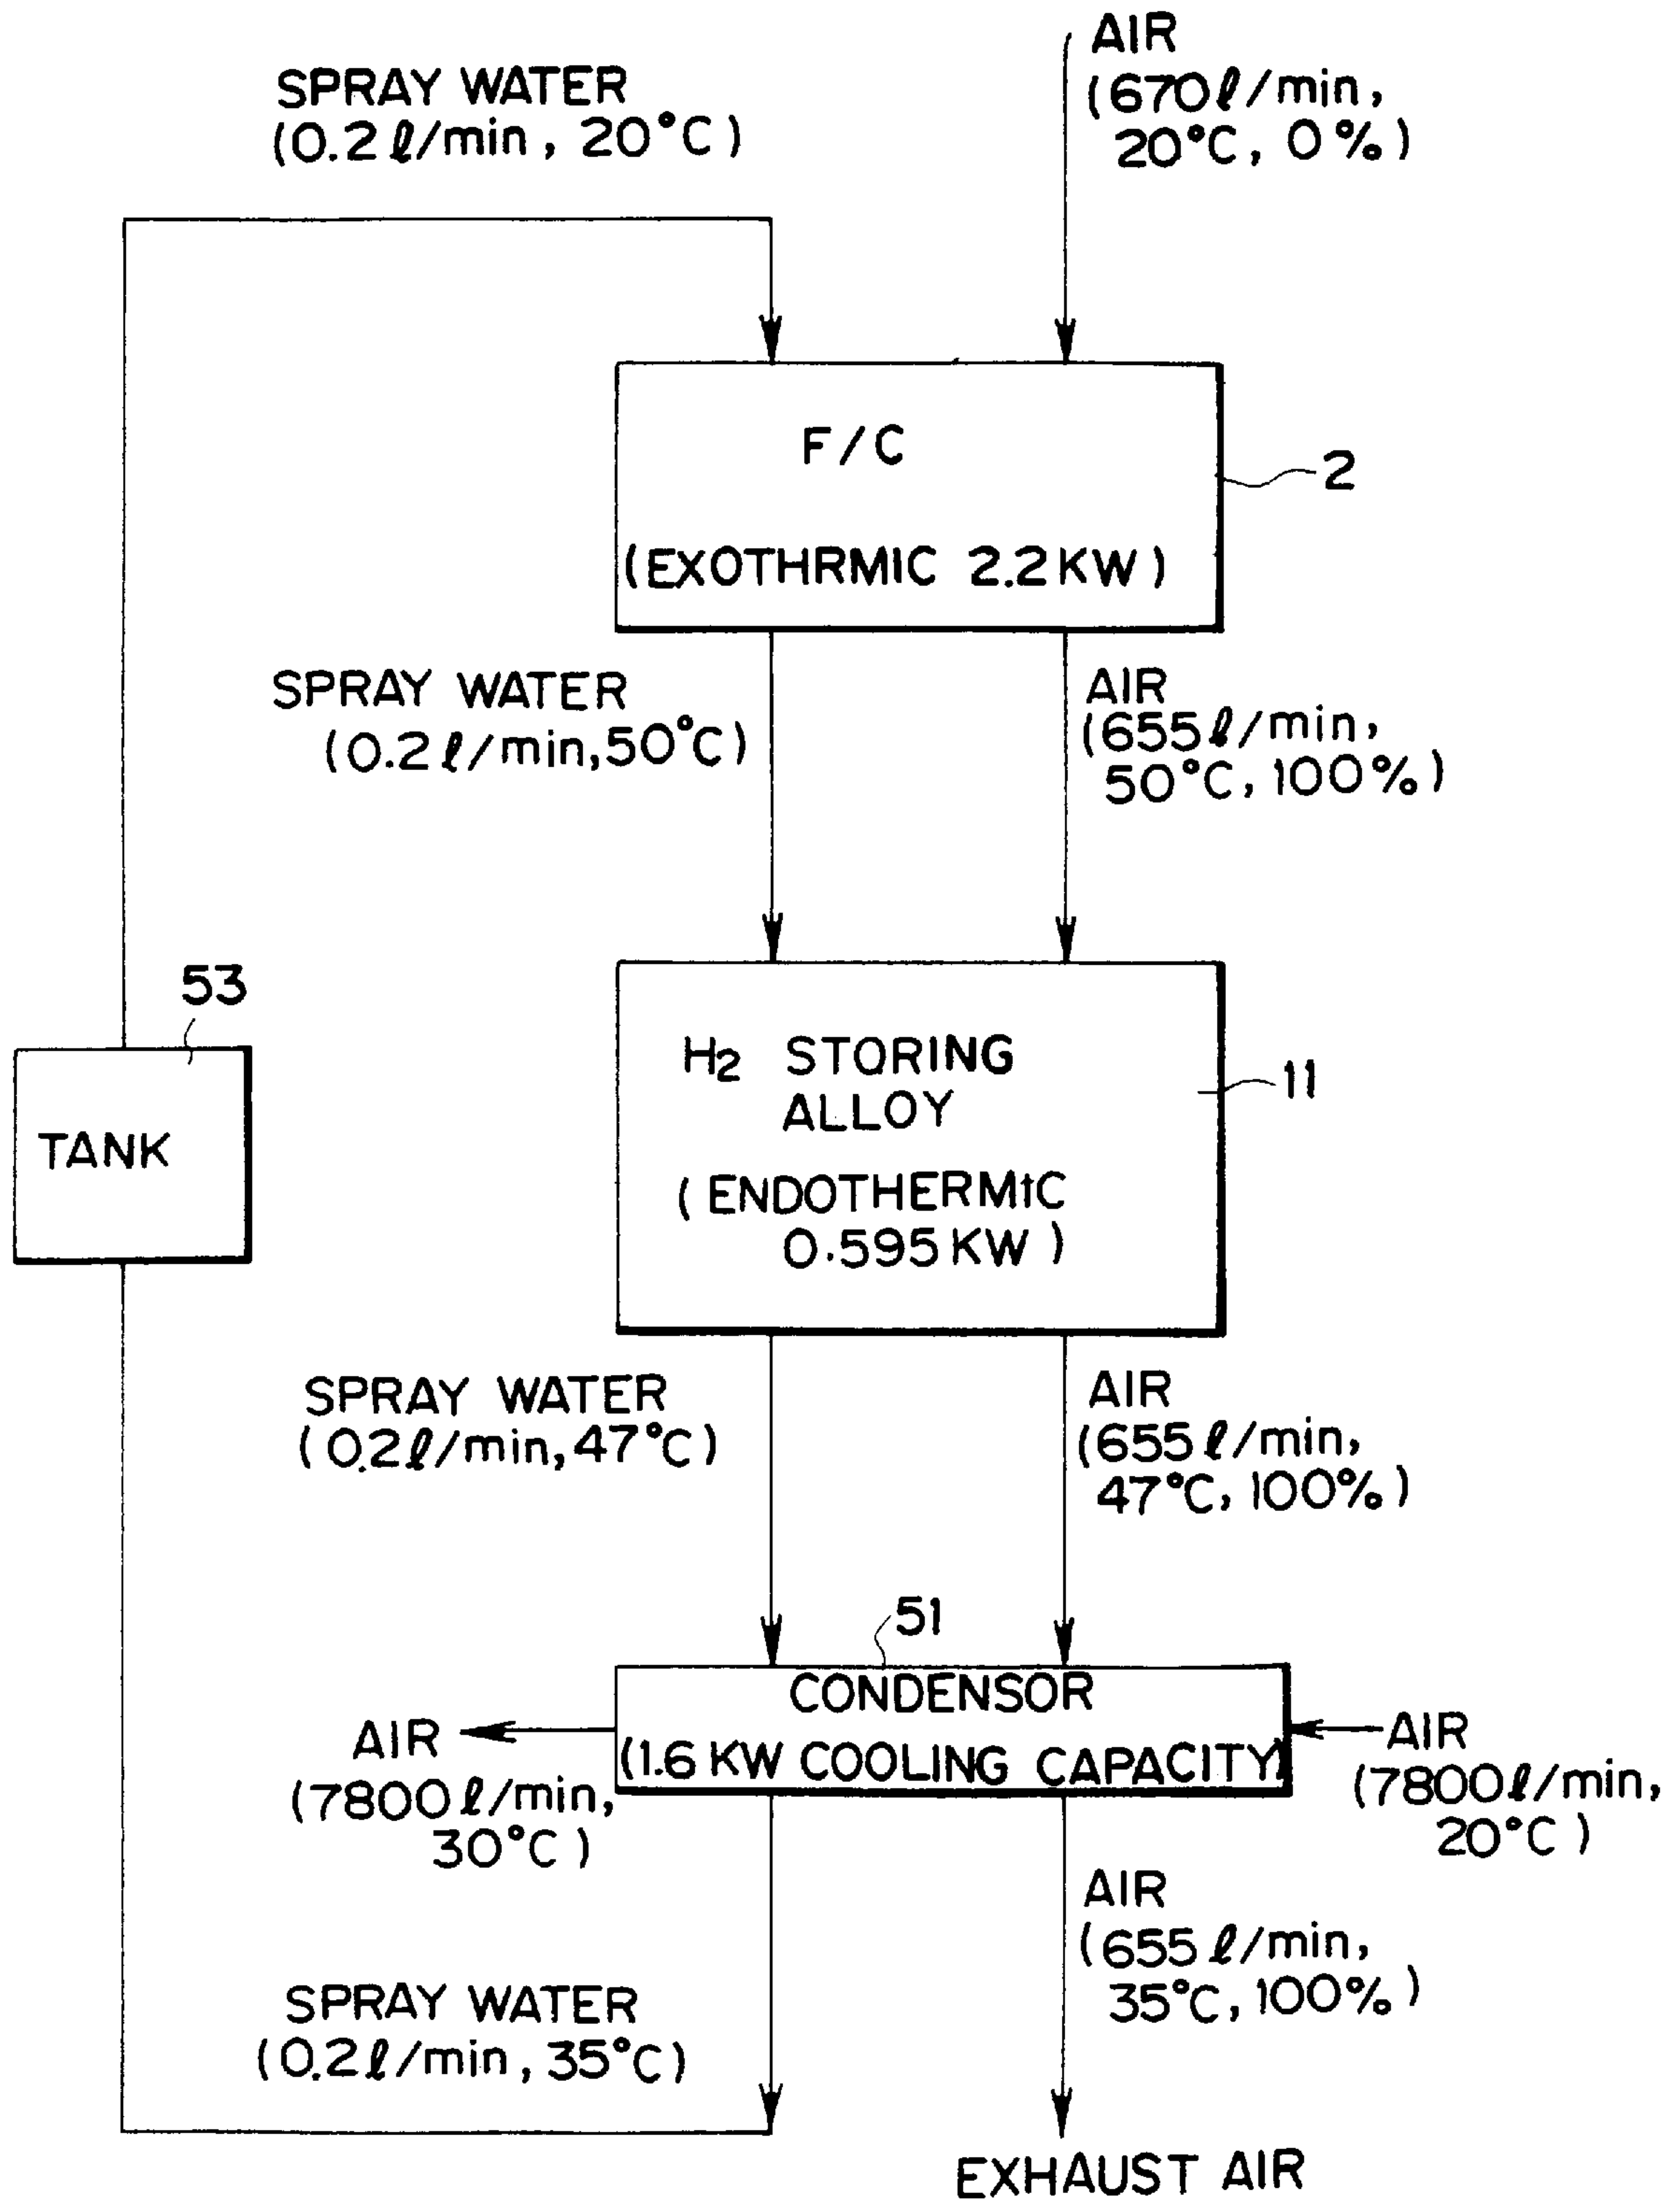 AIR
(670ℓ/min,
20°C, 0%)
SPRAY WATER
(0.2ℓ/min, 20°C)
F/C
(EXOTHRMIC 2.2KW)
2
SPRAY WATER
(0.2ℓ/min,50°C)
AIR
(655ℓ/min,
50°C, 100%)
53
TANK
H2 STORING
ALLOY
(ENDOTHERMIC
0.595KW)
11
SPRAY WATER
(0.2ℓ/min,47°C)
AIR
(655ℓ/min,
47°C, 100%)
51
CONDENSOR
(1.6KW COOLING CAPACITY)
AIR
(7800ℓ/min,
30°C)
AIR
(7800ℓ/min,
20°C)
AIR
(655ℓ/min,
35°C, 100%)
SPRAY WATER
(0.2ℓ/min, 35°C)
EXHAUST AIR